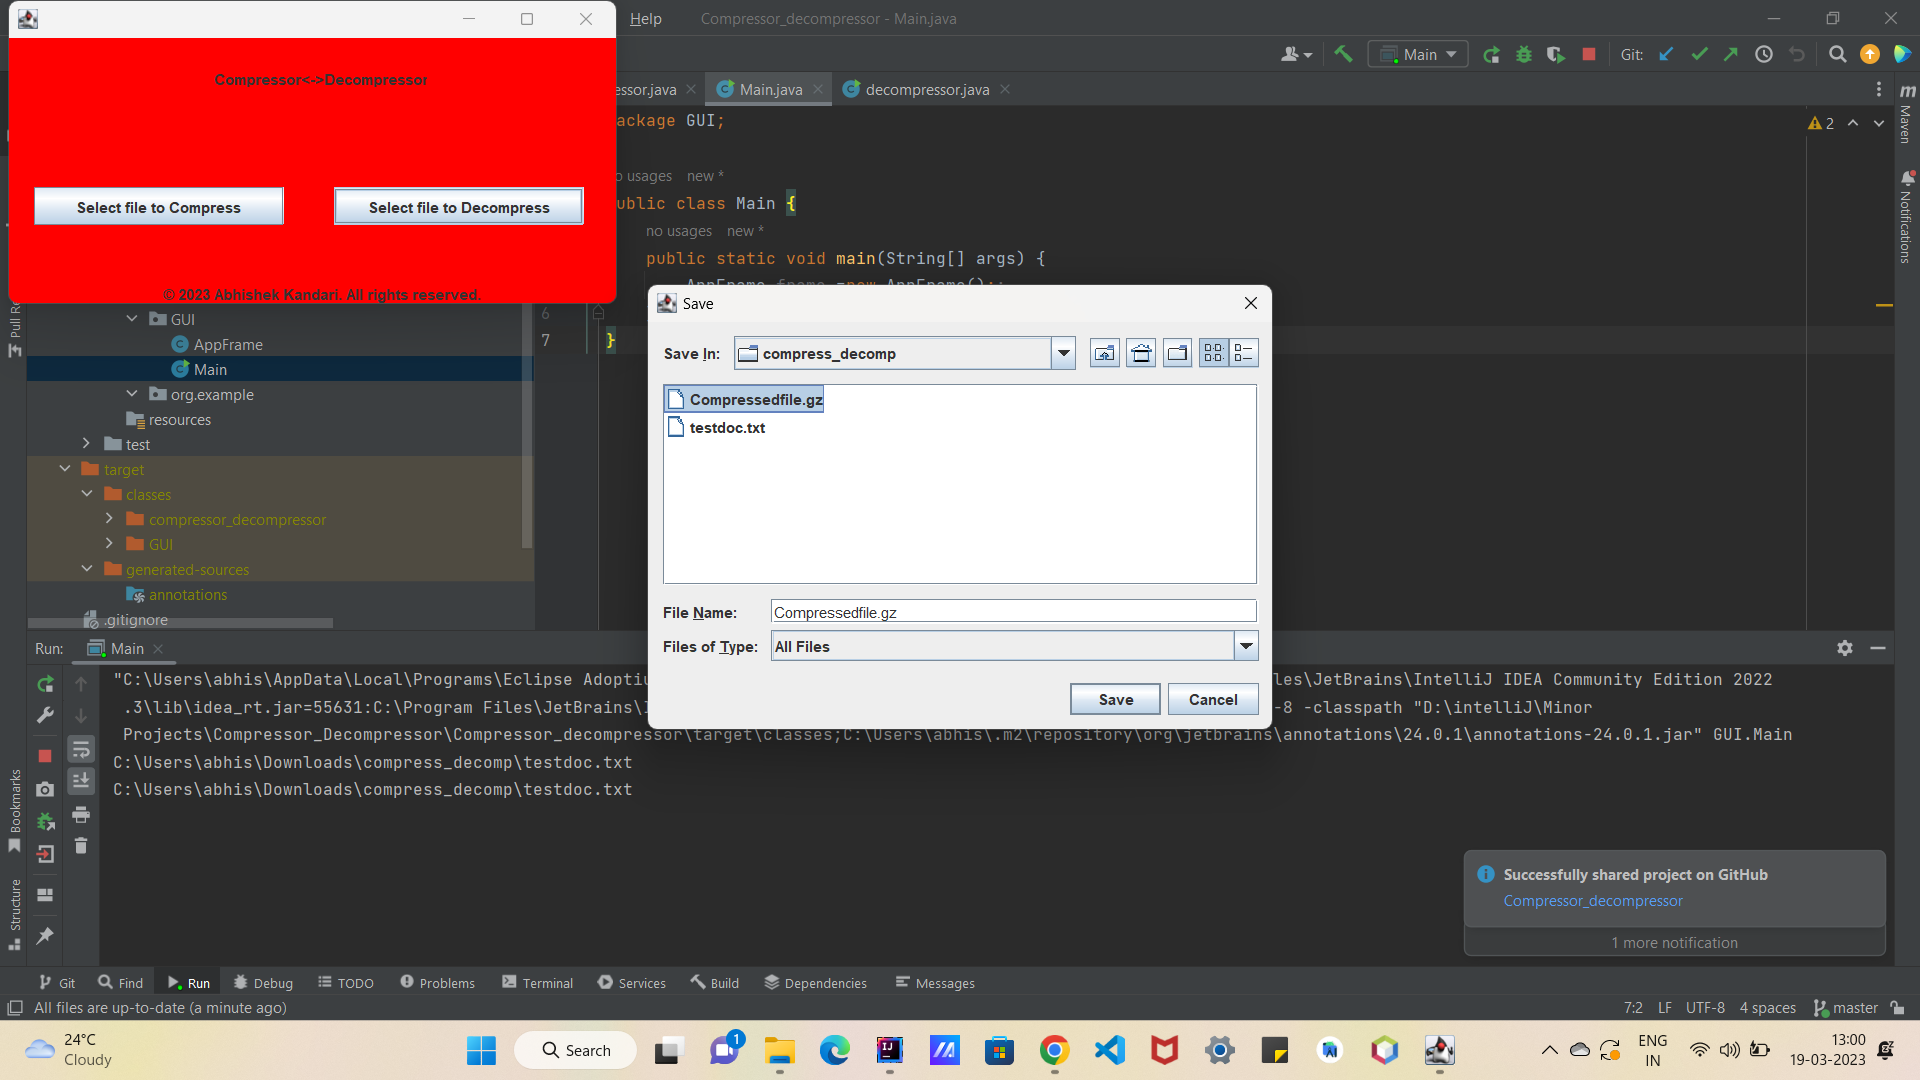 Help
Compressor_decompressor - Main.java
Main
Git:
Compressor<->Decompressor
Select file to Compress
Select file to Decompress
© 2023 Abhishek Kandari. All rights reserved.
essor.java
Main.java
decompressor.java
ackage GUI;
2
o usages new *
ublic class Main {
no usages new *
public static void main(String[] args) {
6
7
}
Maven
Notifications
Pull Re
GUI
AppFrame
Main
org.example
resources
test
target
classes
compressor_decompressor
GUI
generated-sources
annotations
.gitignore
Save
Save In:
compress_decomp
Compressedfile.gz
testdoc.txt
File Name:
Compressedfile.gz
Files of Type:
All Files
Save
Cancel
Run:
Main
"C:\Users\abhis\AppData\Local\Programs\Eclipse Adoptiu les\JetBrains\IntelliJ IDEA Community Edition 2022
.3\lib\idea_rt.jar=55631:C:\Program Files\JetBrains\I -8 -classpath "D:\intelliJ\Minor
Projects\Compressor_Decompressor\Compressor_decompressor\target\classes;C:\Users\abhis\.m2\repository\org\jetbrains\annotations\24.0.1\annotations-24.0.1.jar" GUI.Main
C:\Users\abhis\Downloads\compress_decomp\testdoc.txt
C:\Users\abhis\Downloads\compress_decomp\testdoc.txt
Bookmarks
Structure
Successfully shared project on GitHub
Compressor_decompressor
1 more notification
Git
Find
Run
Debug
TODO
Problems
Terminal
Services
Build
Dependencies
Messages
All files are up-to-date (a minute ago)
7:2 LF UTF-8 4 spaces master
24°C
Cloudy
Search
1
ENG
IN
13:00
19-03-2023